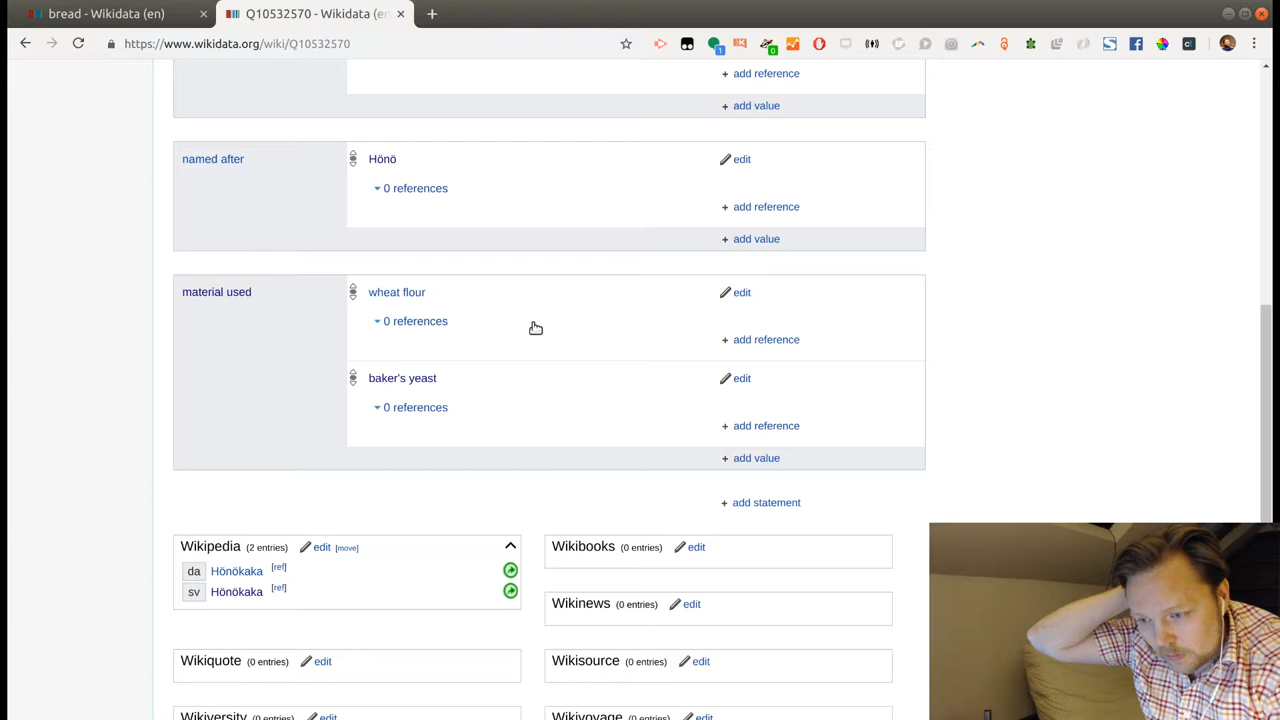 bread - Wikidata (en)
Q10532570 - Wikidata (en
https://www.wikidata.org/wiki/Q10532570
1
0
+ add reference
+ add value
named after
Hönö
edit
0 references
+ add reference
+ add value
material used
wheat flour
edit
0 references
+ add reference
baker's yeast
edit
0 references
+ add reference
+ add value
+ add statement
Wikipedia (2 entries) edit [move]
da Hönökaka [ref]
sv Hönökaka [ref]
Wikibooks (0 entries) edit
Wikinews (0 entries) edit
Wikiquote (0 entries) edit
Wikisource (0 entries) edit
Wikiversity (0 entries) edit
Wikivoyage (0 entries) edit